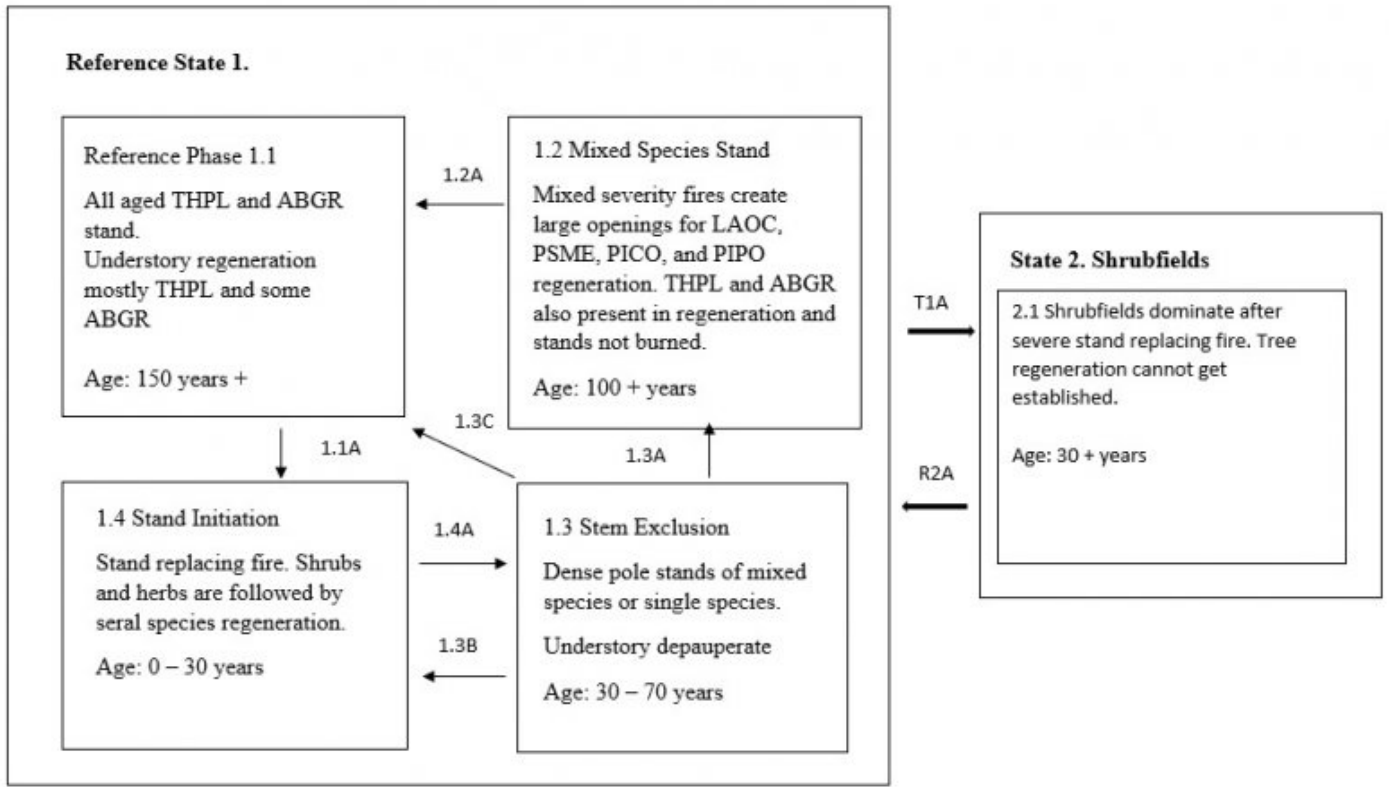 Reference State 1.
Reference Phase 1.1
All aged THPL and ABGR
stand.
Understory regeneration
mostly THPL and some
ABGR
Age: 150 years +
1.2A
1.2 Mixed Species Stand
Mixed severity fires create
large openings for LAOC,
PSME, PICO, and PIPO
regeneration. THPL and ABGR
also present in regeneration and
stands not burned.
Age: 100 + years
1.1A
1.3C
1.3A
1.4 Stand Initiation
Stand replacing fire. Shrubs
and herbs are followed by
seral species regeneration.
Age: 0 – 30 years
1.4A
1.3B
1.3 Stem Exclusion
Dense pole stands of mixed
species or single species.
Understory depauperate
Age: 30 – 70 years
T1A
R2A
State 2. Shrubfields
2.1 Shrubfields dominate after
severe stand replacing fire. Tree
regeneration cannot get
established.
Age: 30 + years